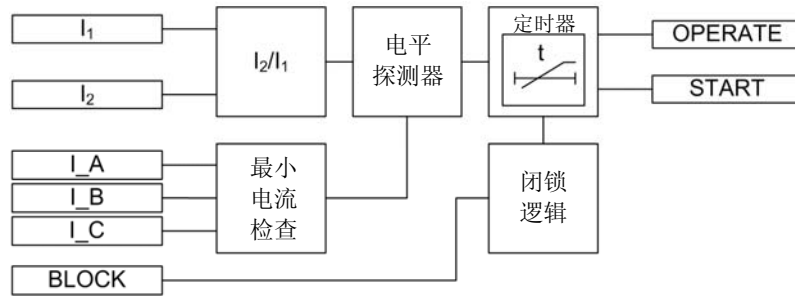 I₁
I₂
I₂/I₁
电平
探测器
定时器
t
OPERATE
START
I_A
I_B
I_C
最小
电流
检查
闭锁
逻辑
BLOCK